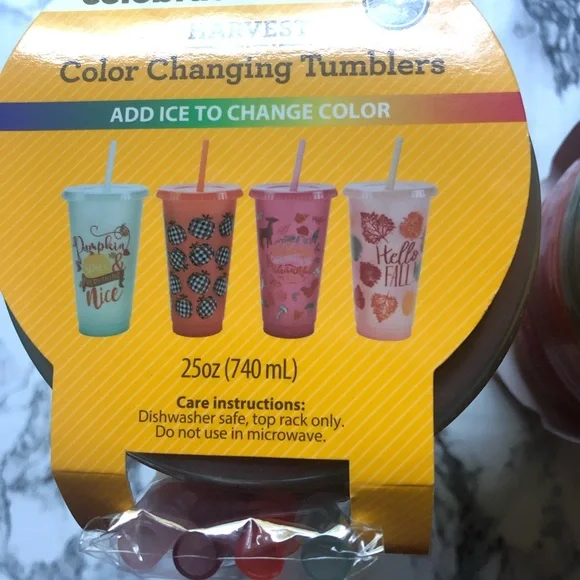 HARVEST
Color Changing Tumblers
ADD ICE TO CHANGE COLOR
Pumpkin
&
Nice
Hello
FALL
25oz (740 mL)
Care instructions:
Dishwasher safe, top rack only.
Do not use in microwave.